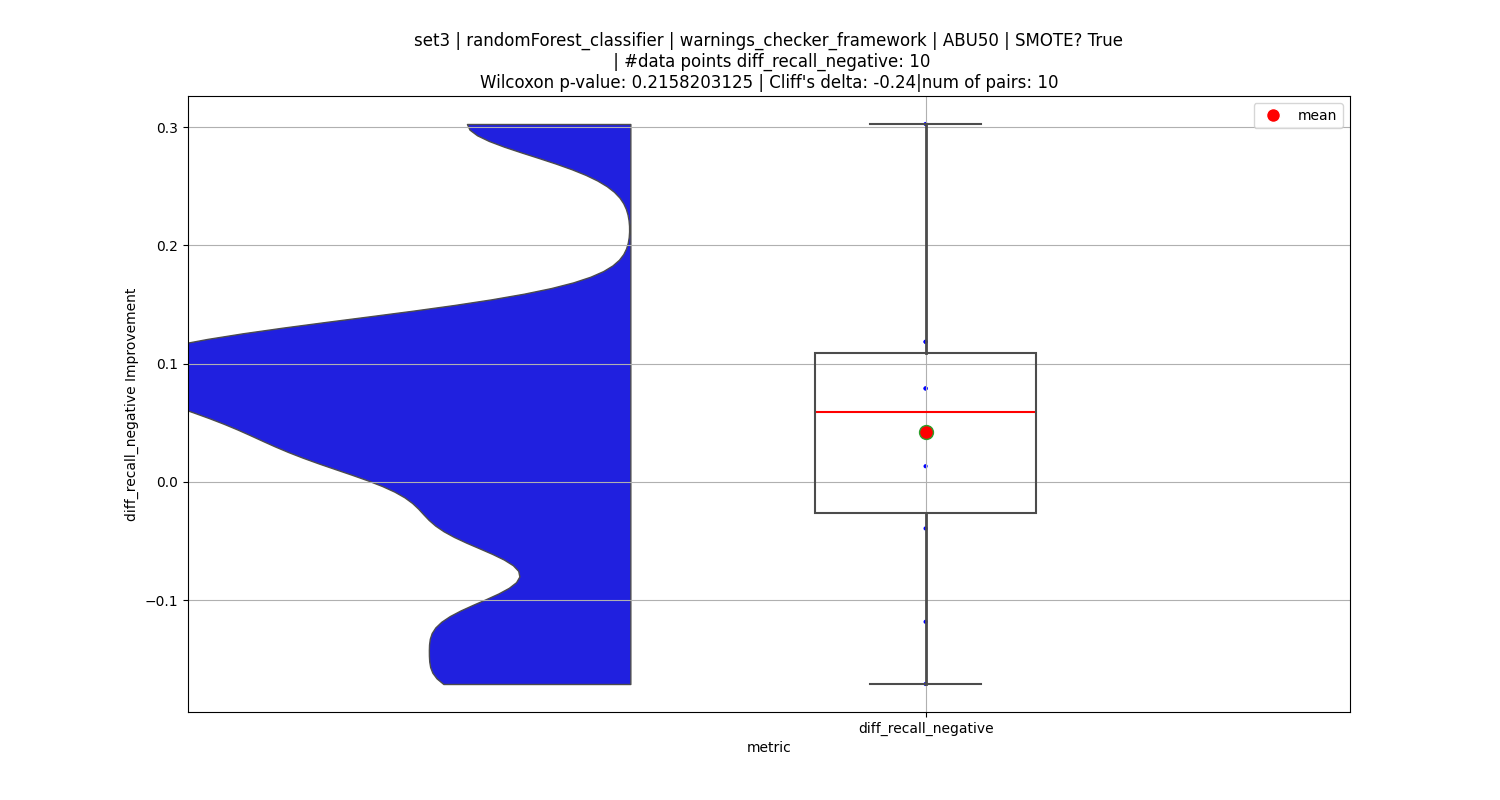 set3 | randomForest_classifier | warnings_checker_framework | ABU50 | SMOTE? True
| #data points diff_recall_negative: 10
Wilcoxon p-value: 0.2158203125 | Cliff's delta: -0.24|num of pairs: 10
mean
0.3
0.2
0.1
0.0
−0.1
diff_recall_negative Improvement
diff_recall_negative
metric